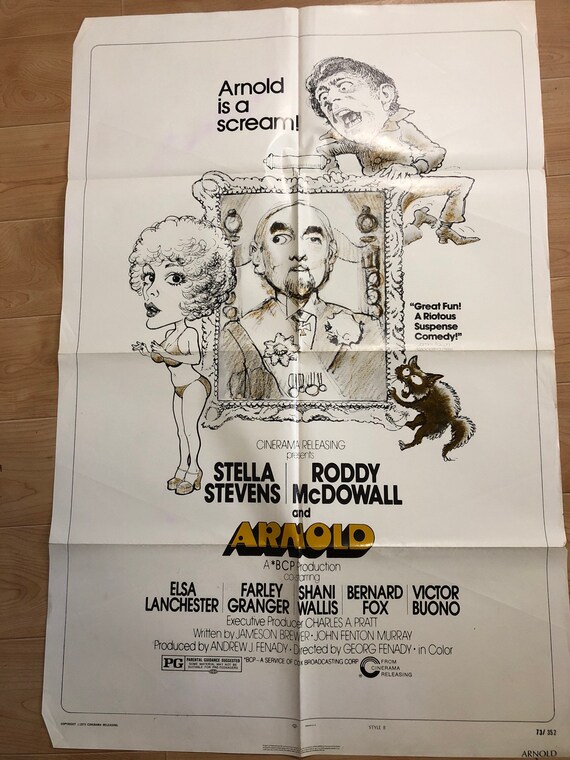 Arnold
is a
scream!
"Great Fun!
A Riotous
Suspense
Comedy!"
CINERAMA RELEASING
presents
STELLA STEVENS
RODDY McDOWALL
and
ARNOLD
A *BCP Production
co-starring
ELSA LANCHESTER
FARLEY GRANGER
SHANI WALLIS
BERNARD FOX
VICTOR BUONO
Executive Producer CHARLES A. PRATT
Written by JAMESON BREWER · JOHN FENTON MURRAY
Produced by ANDREW J. FENADY · Directed by GEORG FENADY · in Color
PG PARENTAL GUIDANCE SUGGESTED
*BCP - A SERVICE OF COX BROADCASTING CORP.
FROM
CINERAMA
RELEASING
STYLE B
73/352
ARNOLD